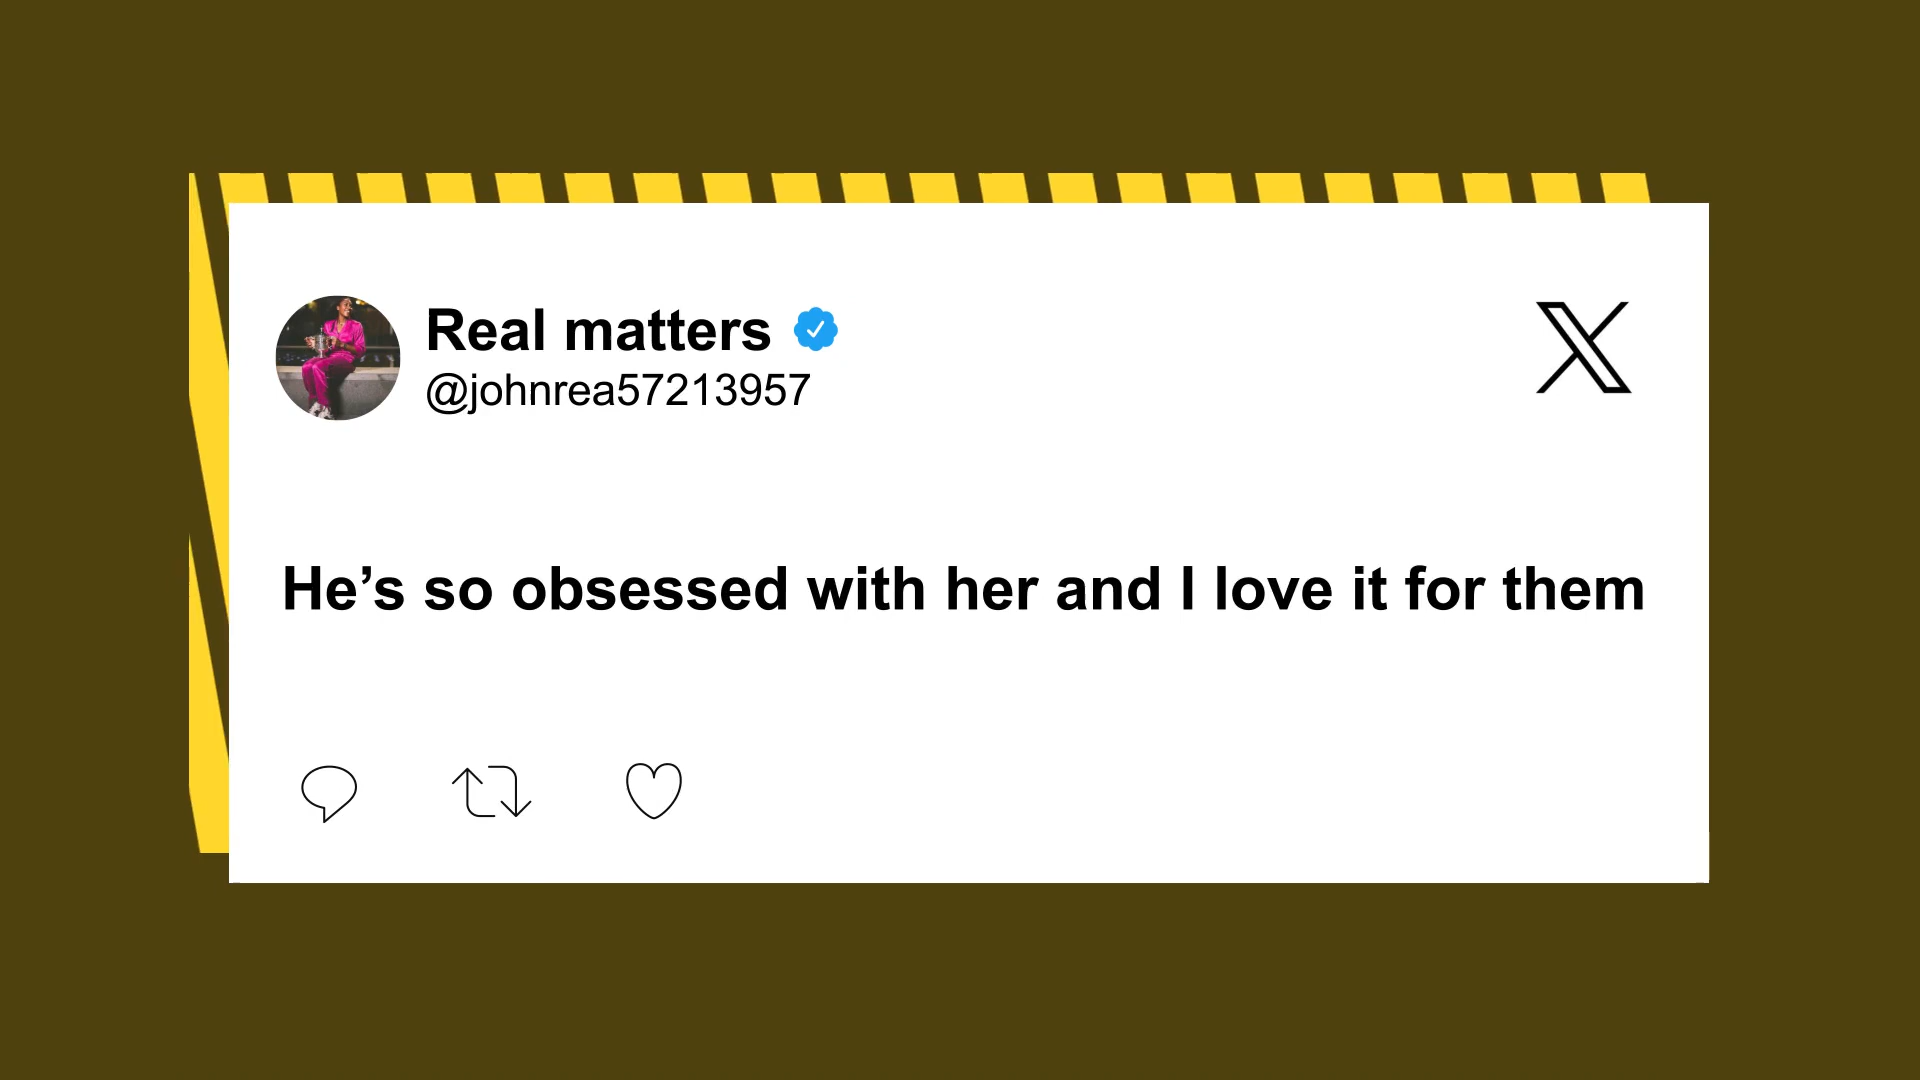 Real matters
@johnrea57213957
He’s so obsessed with her and I love it for them